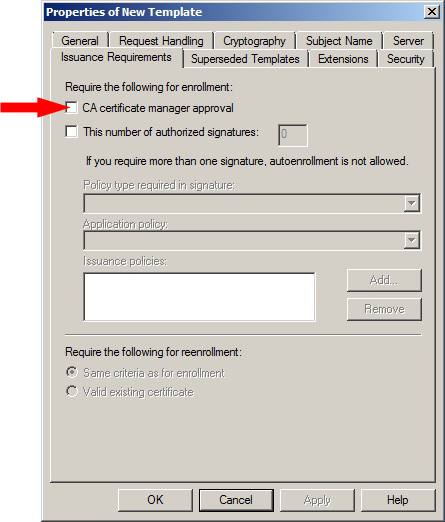 Properties of New Template
General Request Handling Cryptography Subject Name Server
Issuance Requirements Superseded Templates Extensions Security
Require the following for enrollment:
CA certificate manager approval
This number of authorized signatures: 0
If you require more than one signature, autoenrollment is not allowed.
Policy type required in signature:
Application policy:
Issuance policies:
Add...
Remove
Require the following for reenrollment:
Same criteria as for enrollment
Valid existing certificate
OK Cancel Apply Help